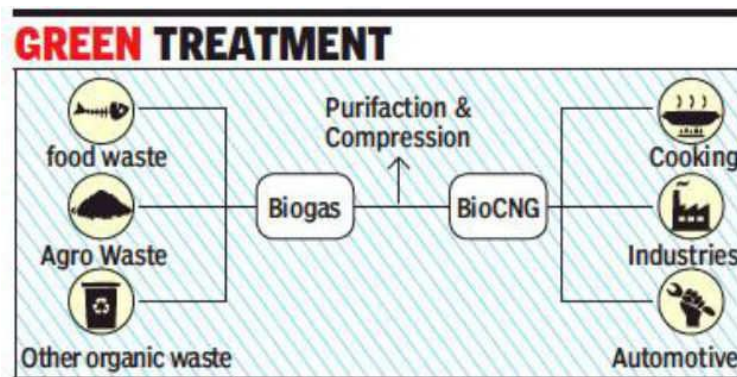 GREEN TREATMENT
food waste
Agro Waste
Other organic waste
Biogas
Purifaction &
Compression
BioCNG
Cooking
Industries
Automotive